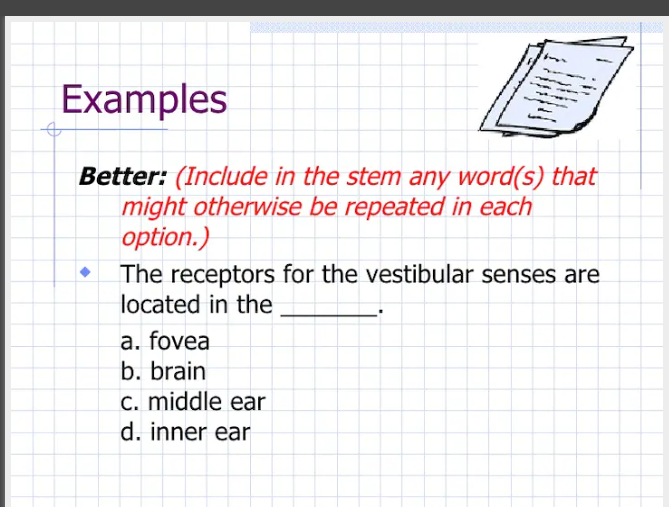 Examples
Better: (Include in the stem any word(s) that
might otherwise be repeated in each
option.)
The receptors for the vestibular senses are
located in the ________.
a. fovea
b. brain
c. middle ear
d. inner ear